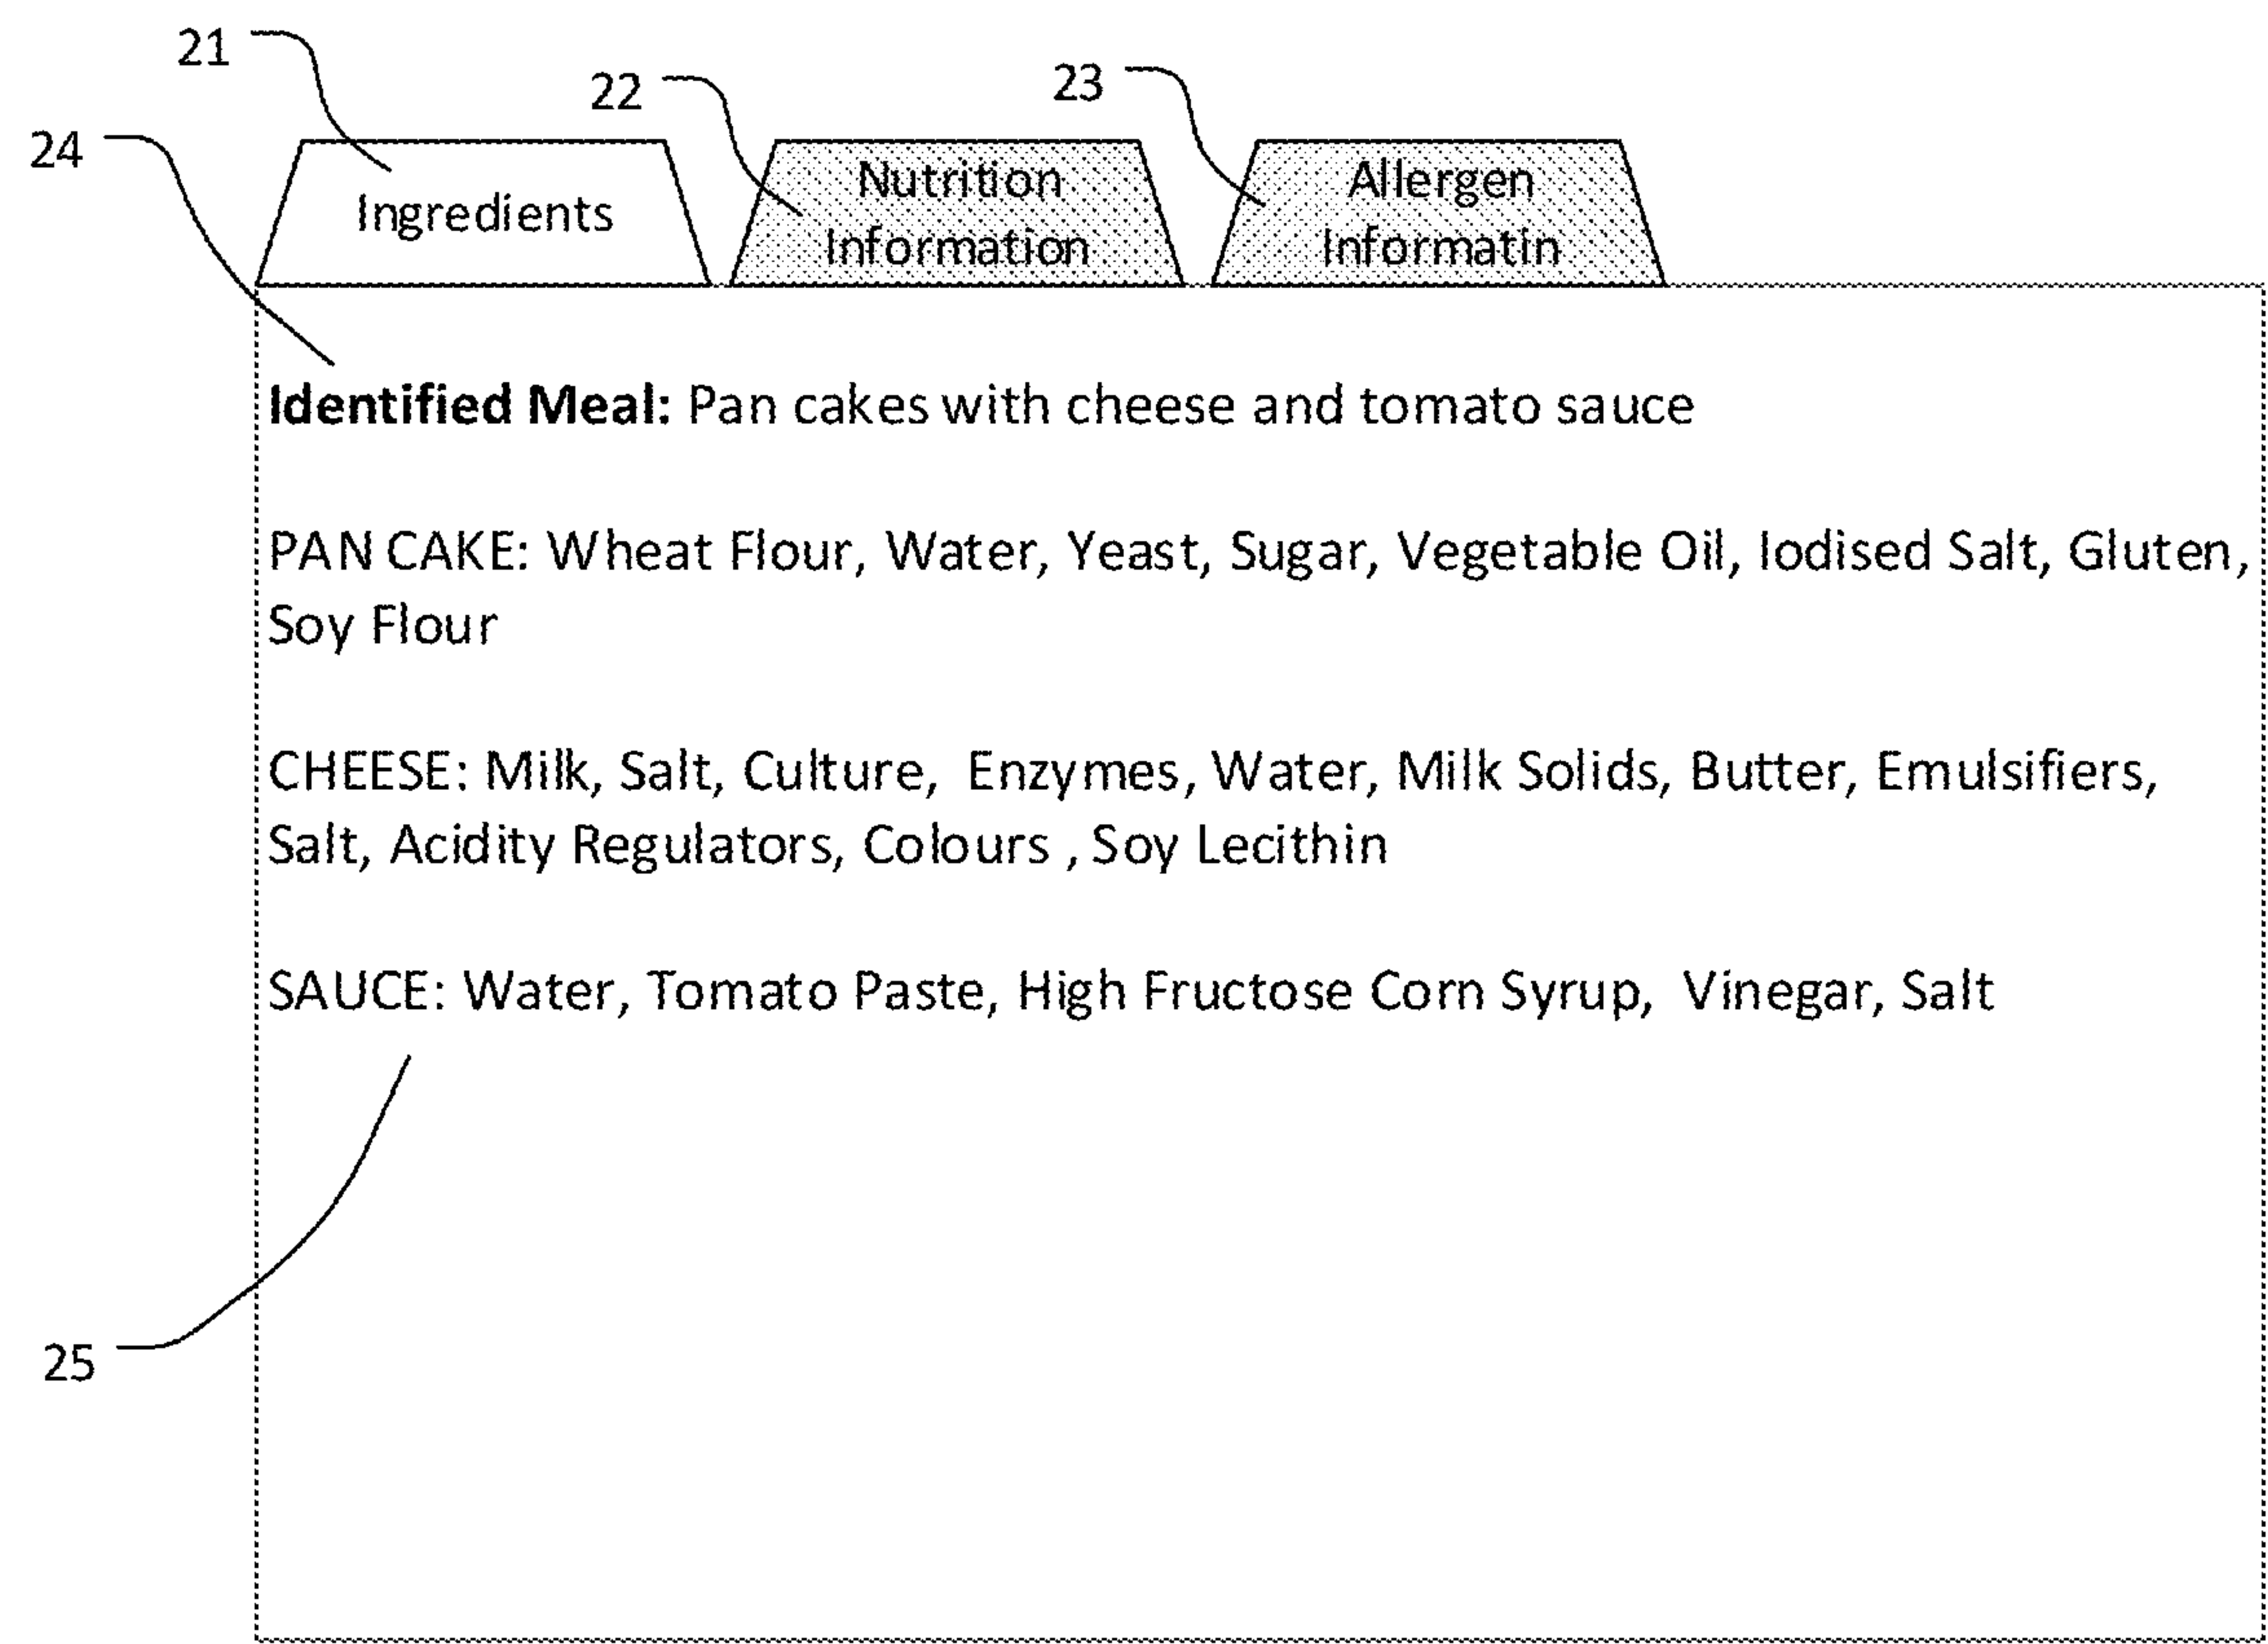 21
22
23
24
Ingredients
Nutrition
Information
Allergen
Informatin
Identified Meal: Pan cakes with cheese and tomato sauce
PAN CAKE: Wheat Flour, Water, Yeast, Sugar, Vegetable Oil, Iodised Salt, Gluten,
Soy Flour
CHEESE: Milk, Salt, Culture,  Enzymes, Water, Milk Solids, Butter, Emulsifiers,
Salt, Acidity Regulators, Colours , Soy Lecithin
SAUCE: Water, Tomato Paste, High Fructose Corn Syrup,  Vinegar, Salt
25